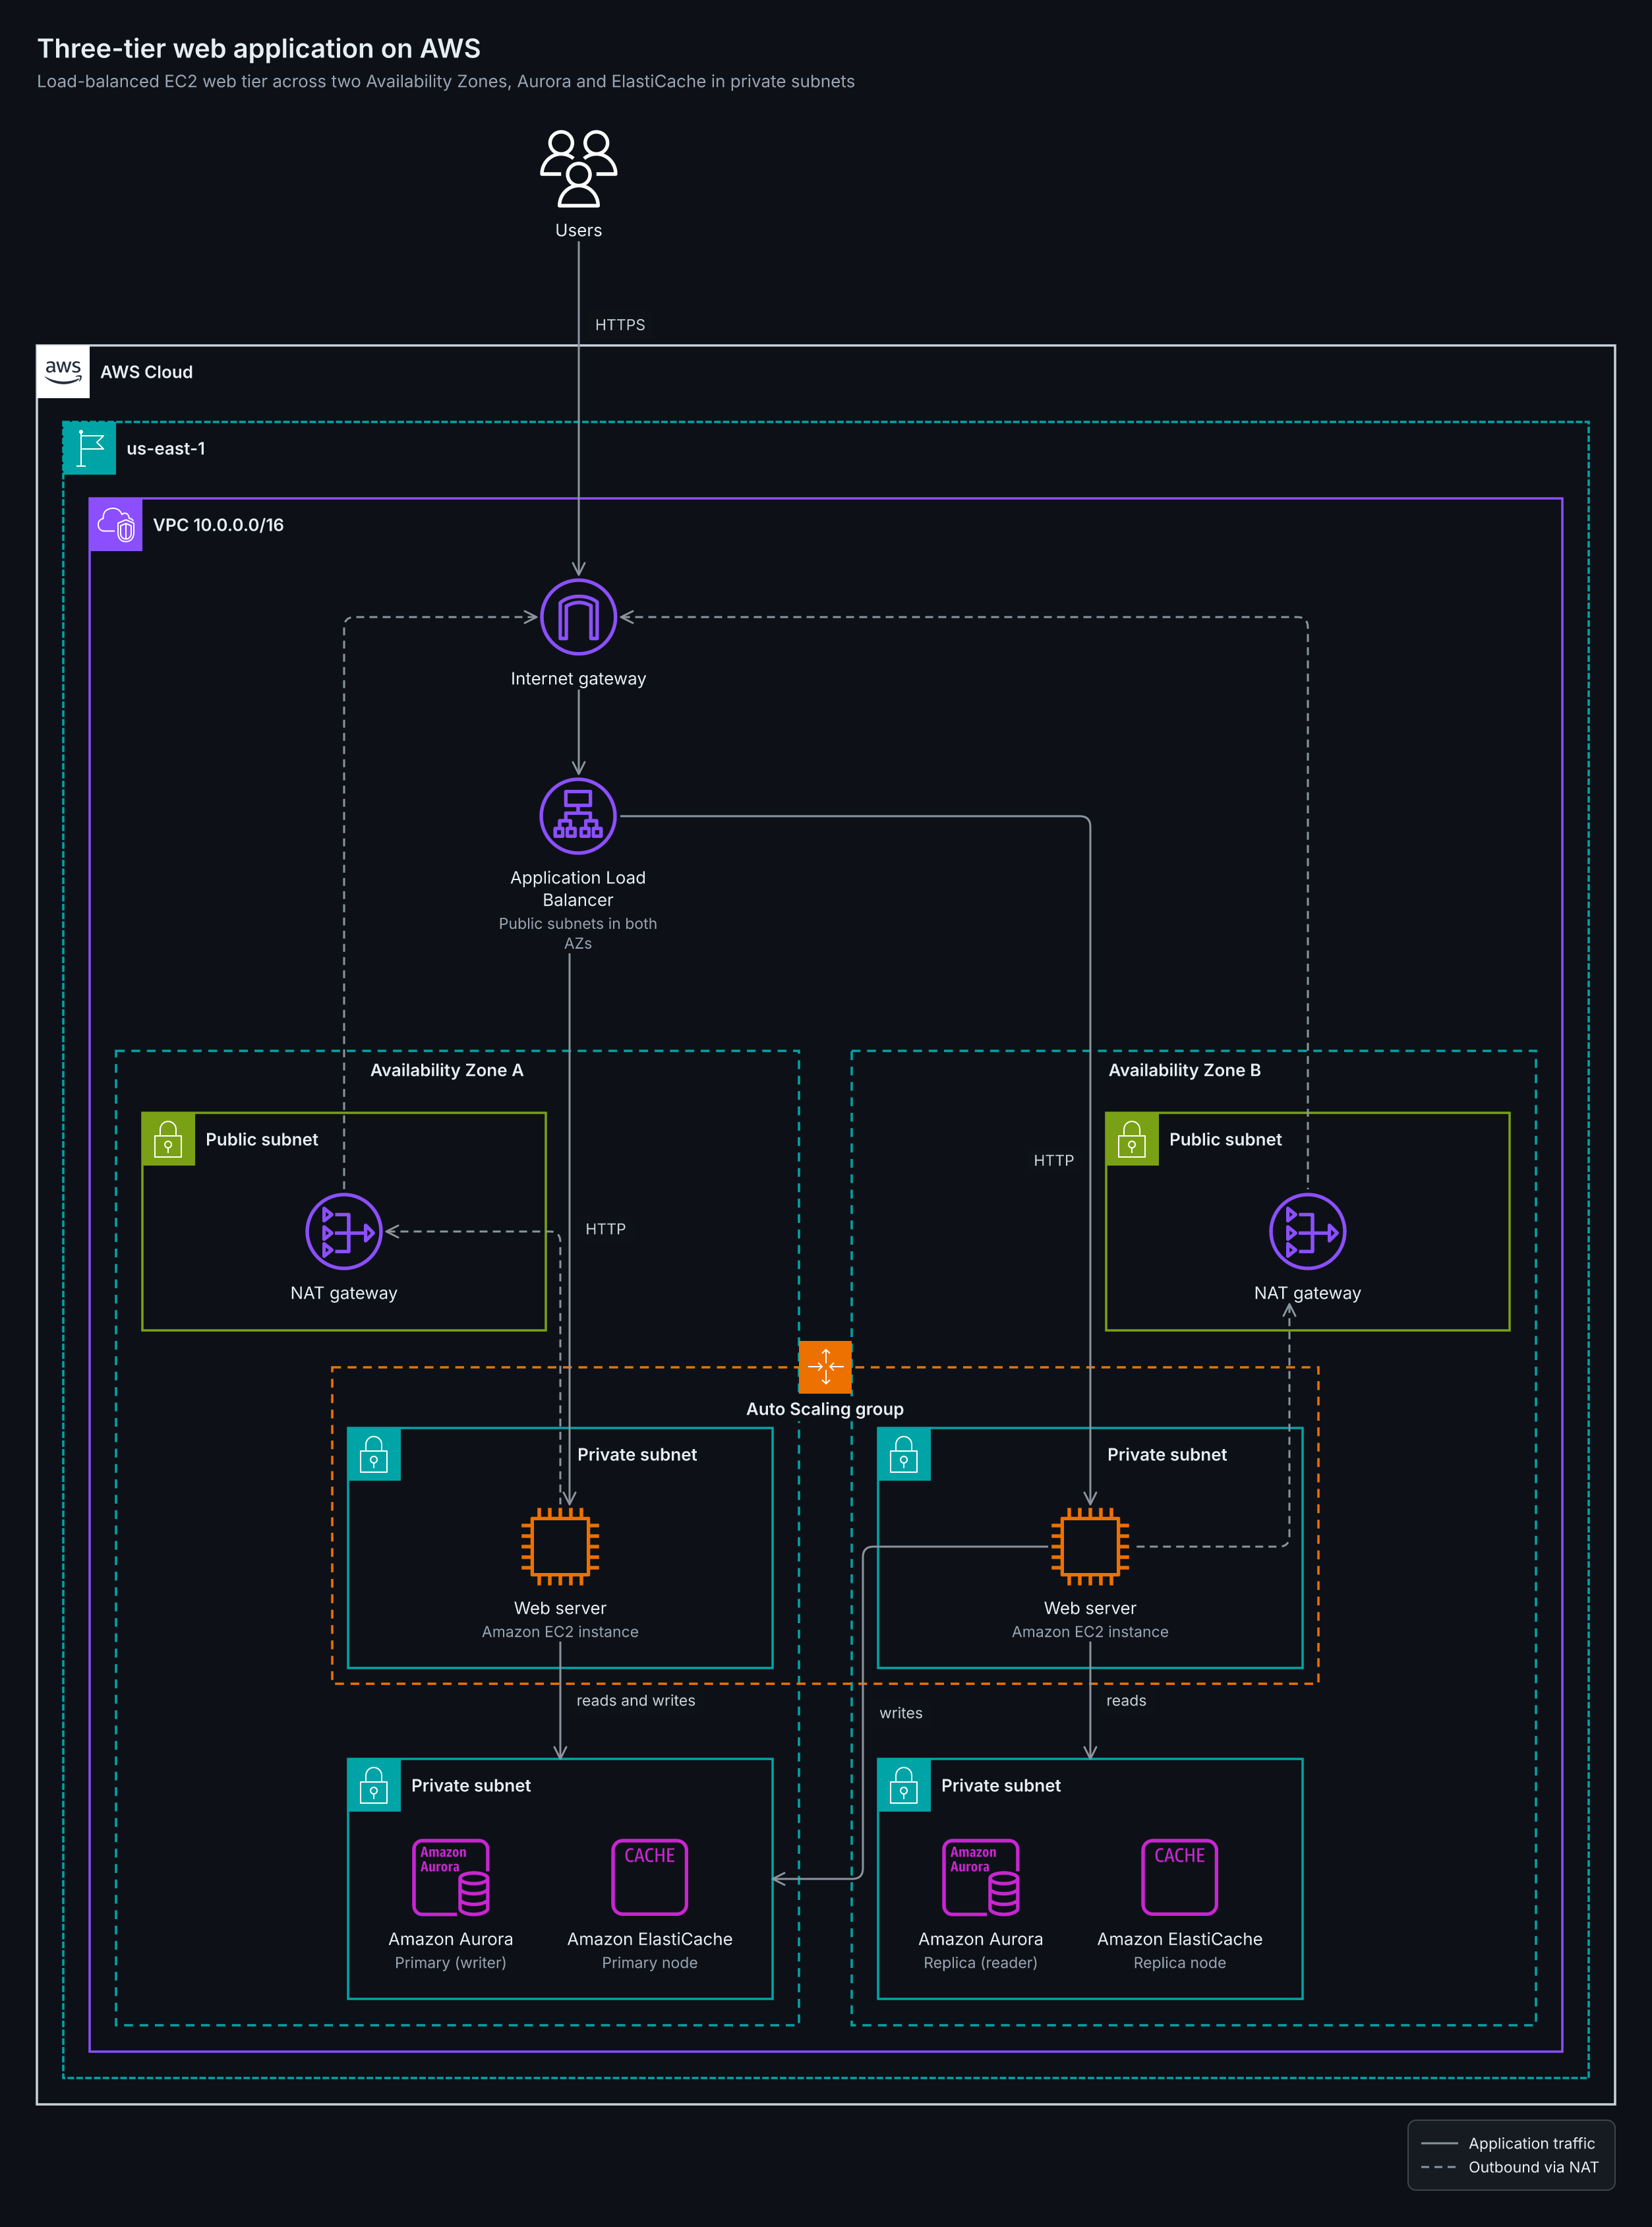 Three-tier web application on AWS
Load-balanced EC2 web tier across two Availability Zones, Aurora and ElastiCache in private subnets
Users
HTTPS
aws
AWS Cloud
us-east-1
VPC 10.0.0.0/16
Internet gateway
Application Load
Balancer
Public subnets in both
AZs
Availability Zone A
Availability Zone B
Public subnet
Public subnet
HTTP
HTTP
NAT gateway
NAT gateway
Auto Scaling group
Private subnet
Private subnet
Web server
Amazon EC2 instance
Web server
Amazon EC2 instance
reads and writes
writes
reads
Private subnet
Private subnet
Amazon
Aurora
CACHE
Amazon
Aurora
CACHE
Amazon Aurora
Primary (writer)
Amazon ElastiCache
Primary node
Amazon Aurora
Replica (reader)
Amazon ElastiCache
Replica node
Application traffic
Outbound via NAT